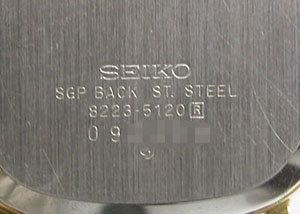 SEIKO
SGP BACK ST. STEEL
8223-5120 R
09